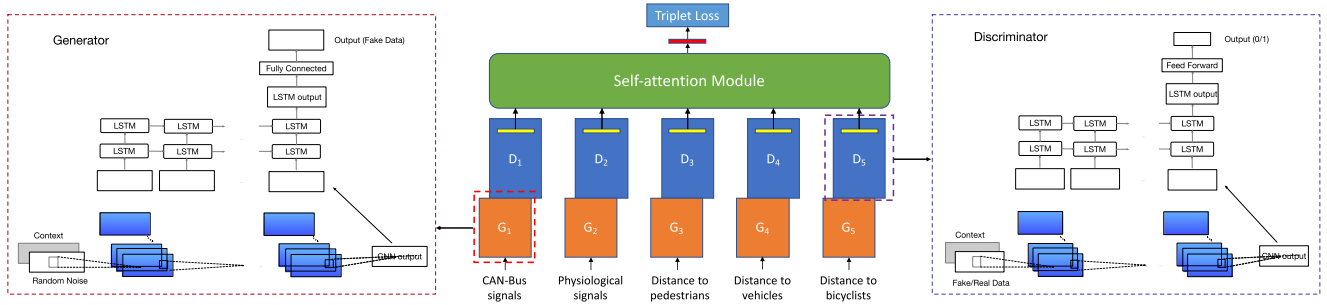 Generator
Output (Fake Data)
Fully Connected
LSTM output
LSTM
LSTM
LSTM
LSTM
LSTM
LSTM
Context
CNN output
Random Noise
Triplet Loss
Self-attention Module
D1
D2
D3
D4
D5
G1
G2
G3
G4
G5
CAN-Bus
signals
Physiological
signals
Distance to
pedestrians
Distance to
vehicles
Distance to
bicyclists
Discriminator
Output (0/1)
Feed Forward
LSTM output
LSTM
LSTM
LSTM
LSTM
LSTM
LSTM
Context
CNN output
Fake/Real Data